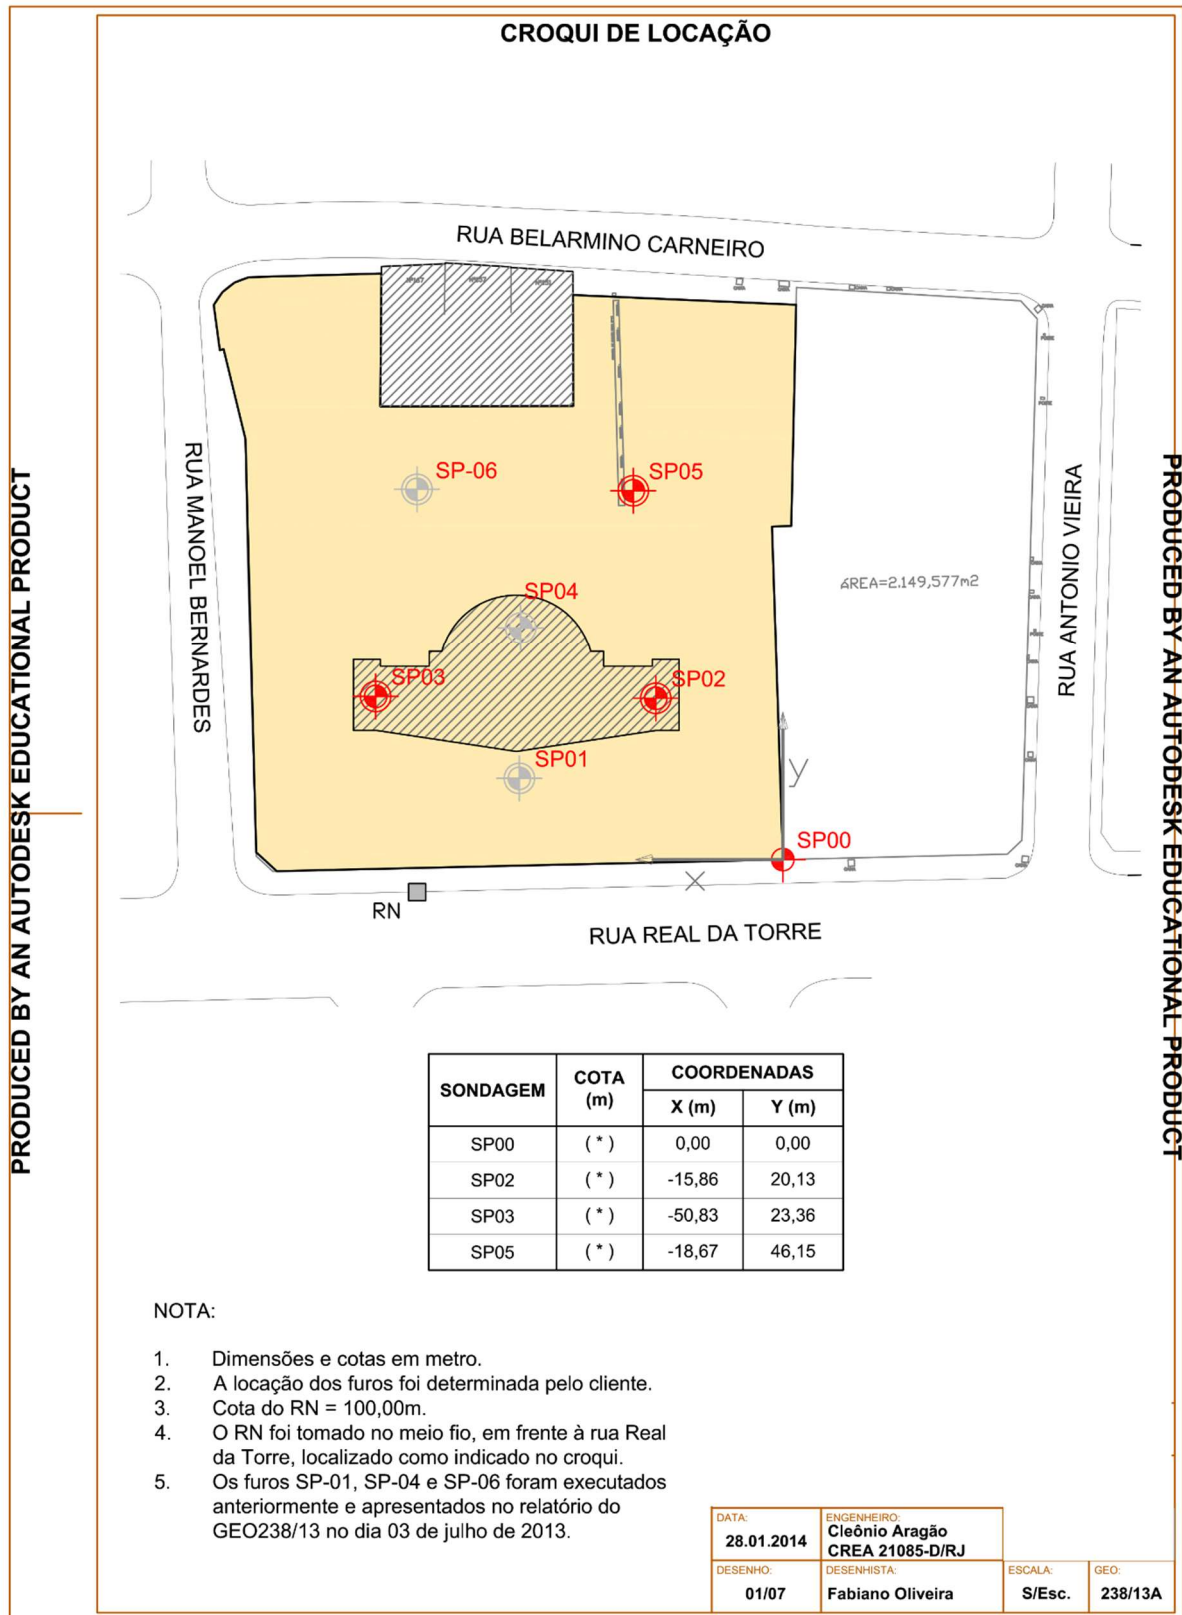 CROQUI DE LOCAÇÃO
PRODUCED BY AN AUTODESK EDUCATIONAL PRODUCT
PRODUCED BY AN AUTODESK EDUCATIONAL PRODUCT
RUA BELARMINO CARNEIRO
RUA MANOEL BERNARDES
RUA ANTONIO VIEIRA
SP-06
SP05
ÁREA=2.149,577m2
SP04
SP03
SP02
SP01
y
SP00
x
RN
RUA REAL DA TORRE
SONDAGEM COTA (m) COORDENADAS
X (m) Y (m)
SP00 ( * ) 0,00 0,00
SP02 ( * ) -15,86 20,13
SP03 ( * ) -50,83 23,36
SP05 ( * ) -18,67 46,15
NOTA:
1. Dimensões e cotas em metro.
2. A locação dos furos foi determinada pelo cliente.
3. Cota do RN = 100,00m.
4. O RN foi tomado no meio fio, em frente à rua Real
da Torre, localizado como indicado no croqui.
5. Os furos SP-01, SP-04 e SP-06 foram executados
anteriormente e apresentados no relatório do
GEO238/13 no dia 03 de julho de 2013.
DATA: ENGENHEIRO:
28.01.2014 Cleônio Aragão
CREA 21085-D/RJ
DESENHO: DESENHISTA: ESCALA: GEO:
01/07 Fabiano Oliveira S/Esc. 238/13A